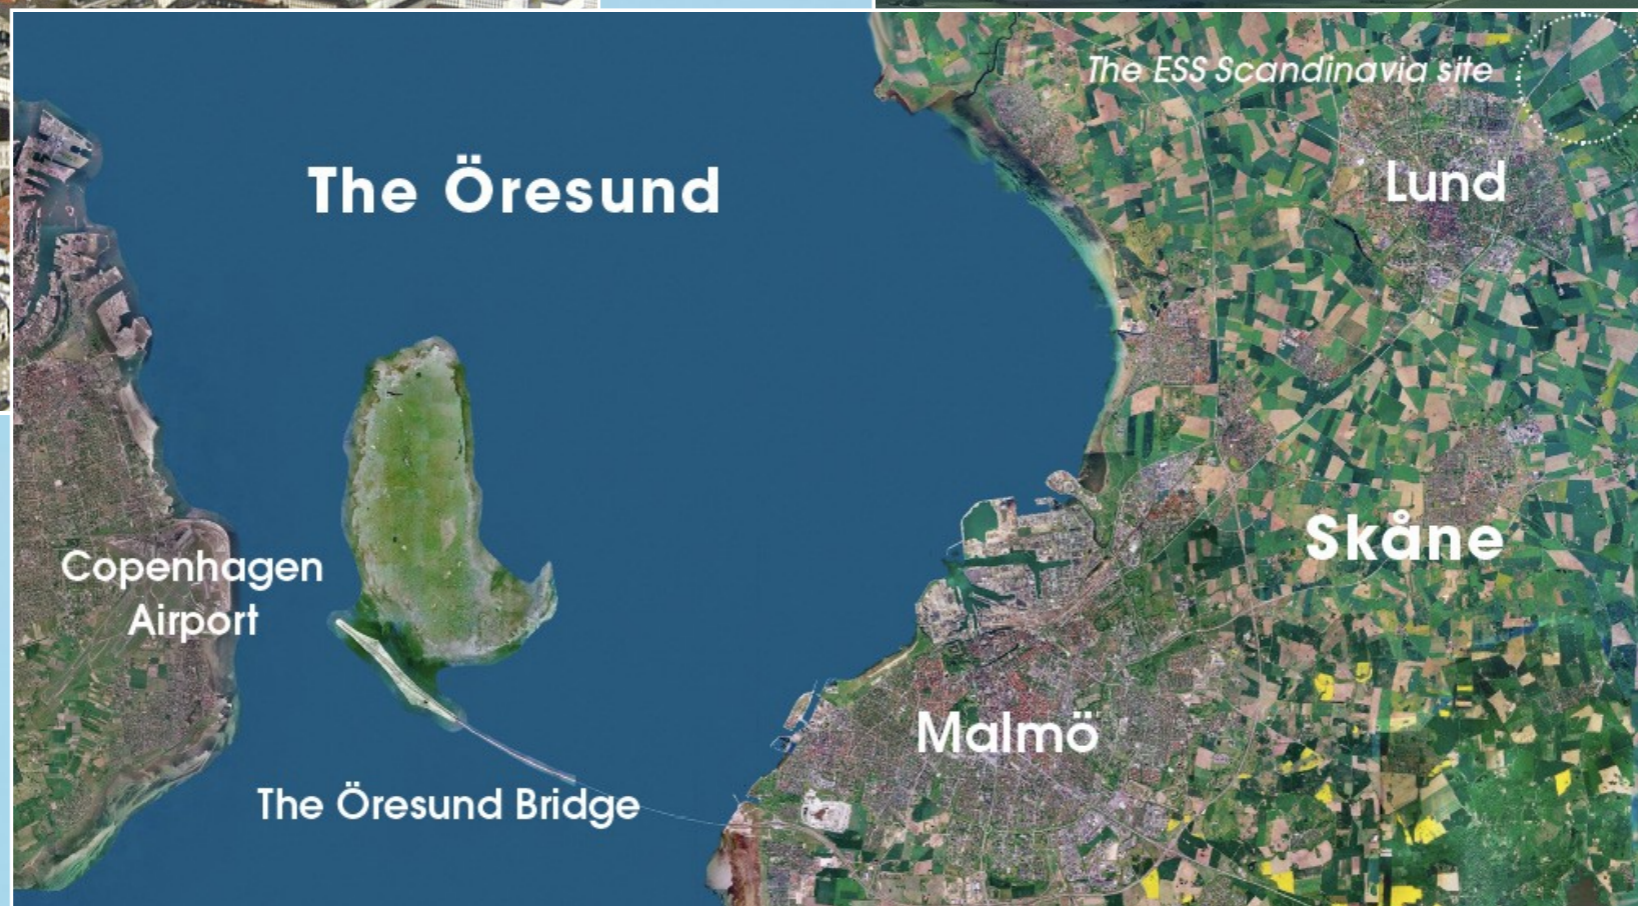 The ESS Scandinavia site
The Öresund
Lund
Skåne
Copenhagen
Airport
Malmö
The Öresund Bridge